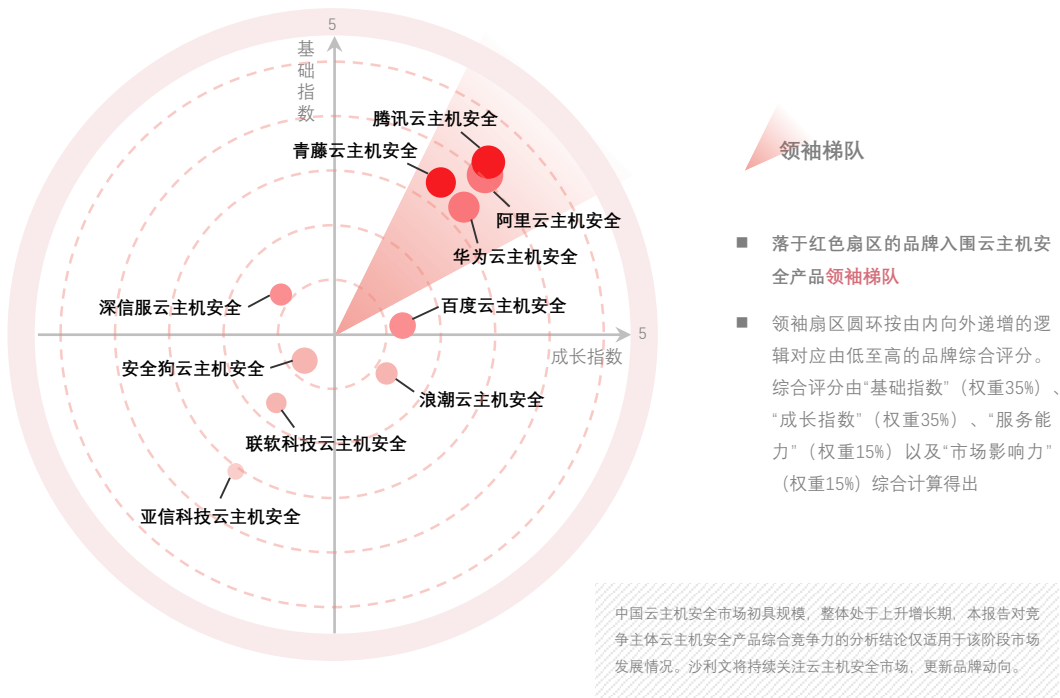 5
基础指数
腾讯云主机安全
青藤云主机安全
阿里云主机安全
华为云主机安全
深信服云主机安全
百度云主机安全
5
成长指数
安全狗云主机安全
浪潮云主机安全
联软科技云主机安全
亚信科技云主机安全
领袖梯队
■ 落于红色扇区的品牌入围云主机安
全产品领袖梯队
■ 领袖扇区圆环按由内向外递增的逻
辑对应由低至高的品牌综合评分。
综合评分由“基础指数”（权重35%）、
“成长指数”（权重35%）、“服务能
力”（权重15%）以及“市场影响力”
（权重15%）综合计算得出
中国云主机安全市场初具规模，整体处于上升增长期，本报告对竞
争主体云主机安全产品综合竞争力的分析结论仅适用于该阶段市场
发展情况。沙利文将持续关注云主机安全市场，更新品牌动向。